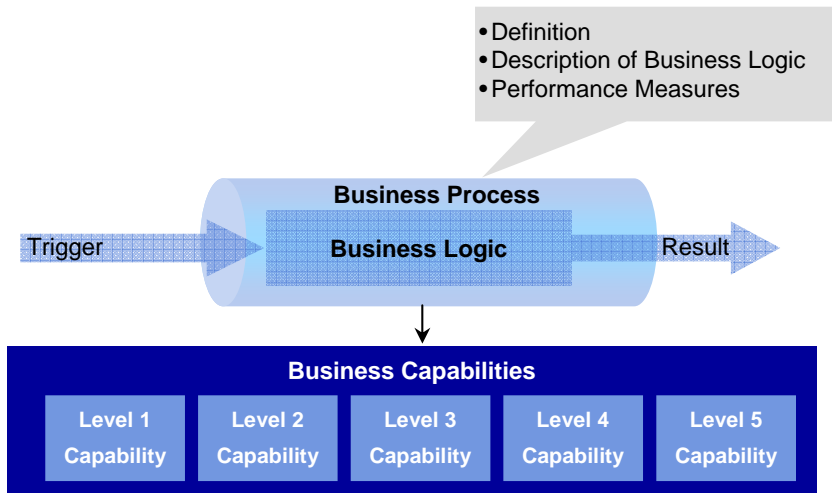 •Definition
•Description of Business Logic
•Performance Measures
Business Process
Trigger
Business Logic
Result
Business Capabilities
Level 1
Capability
Level 2
Capability
Level 3
Capability
Level 4
Capability
Level 5
Capability